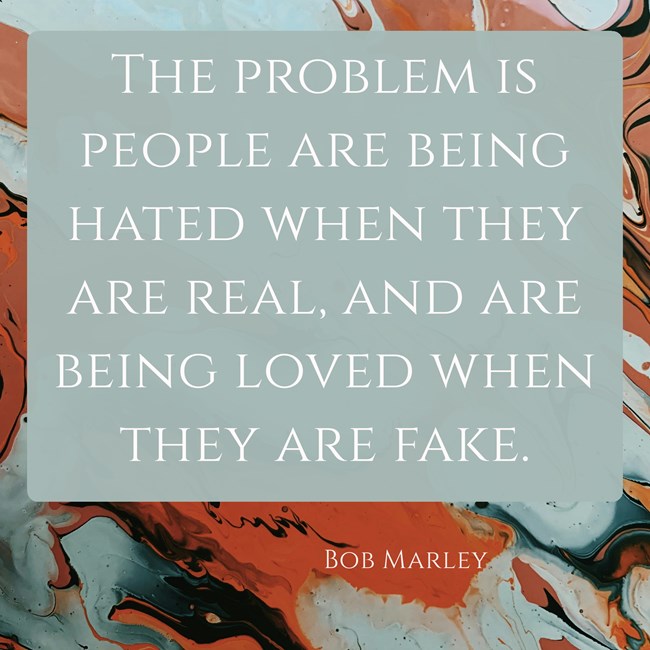 The problem is
people are being
hated when they
are real, and are
being loved when
they are fake.
Bob Marley